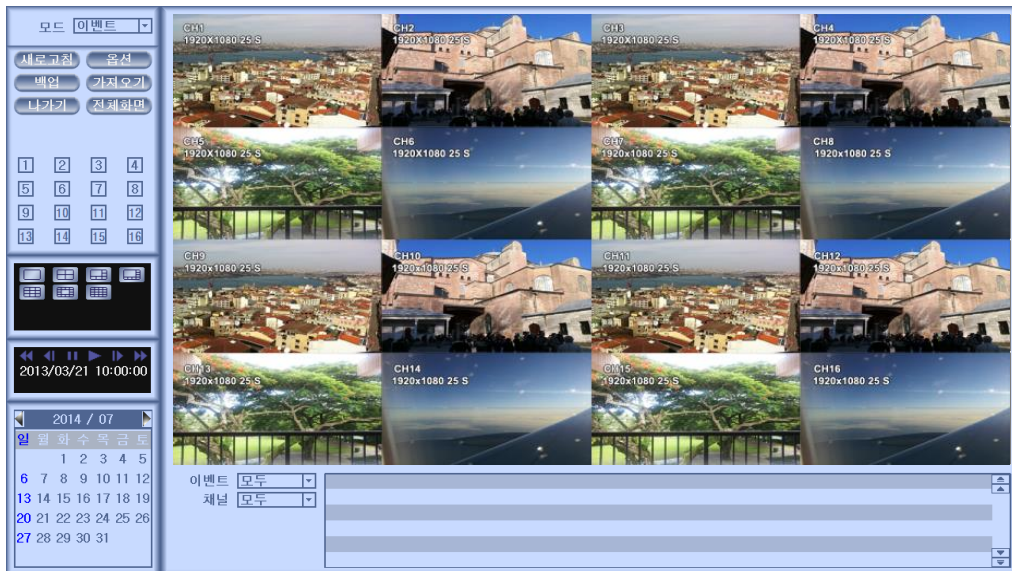 모드 이벤트
새로고침 옵션
백업 가져오기
나가기 전체화면
1 2 3 4
5 6 7 8
9 10 11 12
13 14 15 16
2013/03/21 10:00:00
2014 / 07
일 월 화 수 목 금 토
1 2 3 4 5
6 7 8 9 10 11 12
13 14 15 16 17 18 19
20 21 22 23 24 25 26
27 28 29 30 31
CH1
1920X1080 25 S
CH2
1920X1080 25 S
CH3
1920X1080 25 S
CH4
1920X1080 25 S
CH5
1920X1080 25 S
CH6
1920X1080 25 S
CH7
1920x1080 25 S
CH8
1920x1080 25 S
CH9
1920x1080 25 S
CH10
1920x1080 25 S
CH11
1920x1080 25 S
CH12
1920x1080 25 S
CH13
1920x1080 25 S
CH14
1920x1080 25 S
CH15
1920x1080 25 S
CH16
1920x1080 25 S
이벤트 모두
채널 모두